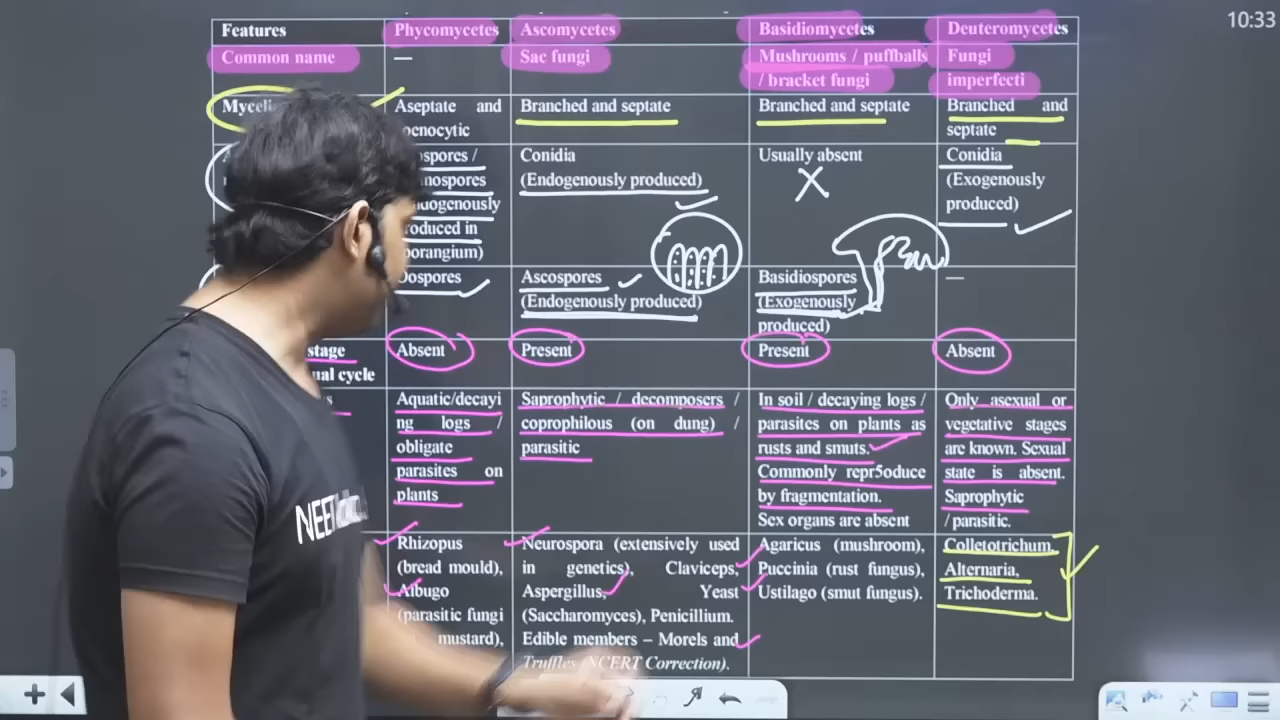 10:33
Features Phycomycetes Ascomycetes Basidiomycetes Deuteromycetes
Common name — Sac fungi Mushrooms / puffballs Fungi
/ bracket fungi imperfecti
Aseptate and Branched and septate Branched and septate Branched and
septate
Conidia Usually absent Conidia
(Endogenously produced) (Exogenously
produced)
Ascospores Basidiospores —
(Endogenously produced) (Exogenously
produced)
stage Absent Present Present Absent
cycle
Aquatic/decayi Saprophytic / decomposers / In soil / decaying logs / Only asexual or
ng logs / coprophilous (on dung) / parasites on plants as vegetative stages
obligate parasitic rusts and smuts. are known. Sexual
parasites on Commonly repr5oduce state is absent.
plants by fragmentation. Saprophytic
Sex organs are absent / parasitic.
Rhizopus Neurospora (extensively used Agaricus (mushroom), Colletotrichum,
(bread mould), in genetics), Claviceps, Puccinia (rust fungus), Alternaria,
Albugo Aspergillus, Yeast Ustilago (smut fungus). Trichoderma.
(parasitic fungi (Saccharomyces), Penicillium.
mustard), Edible members – Morels and
Truffles (NCERT Correction).
NEET